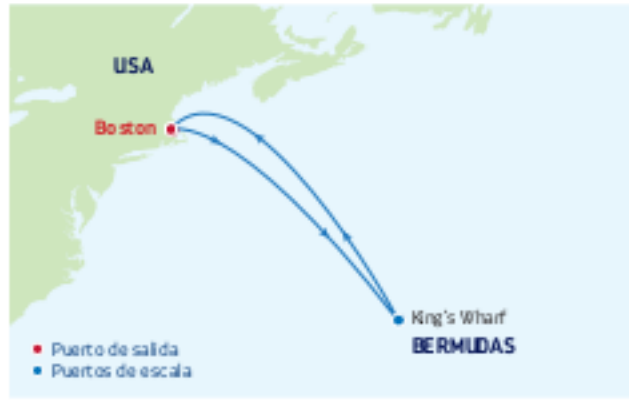 USA
Boston
King's Wharf
BERMUDAS
Puerto de salida
Puertos de escala